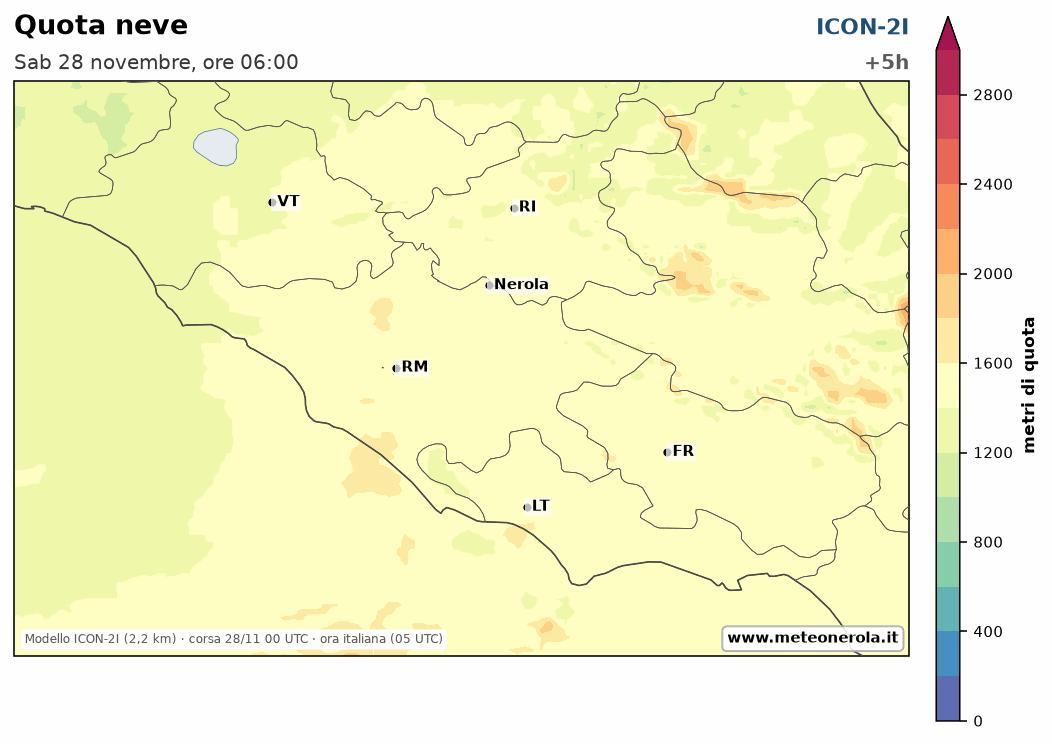 Quota neve
ICON-2I
Sab 28 novembre, ore 06:00
+5h
VT
RI
Nerola
RM
FR
LT
2800
2400
2000
1600
1200
800
400
0
metri di quota
Modello ICON-2I (2,2 km) · corsa 28/11 00 UTC · ora italiana (05 UTC)
www.meteonerola.it